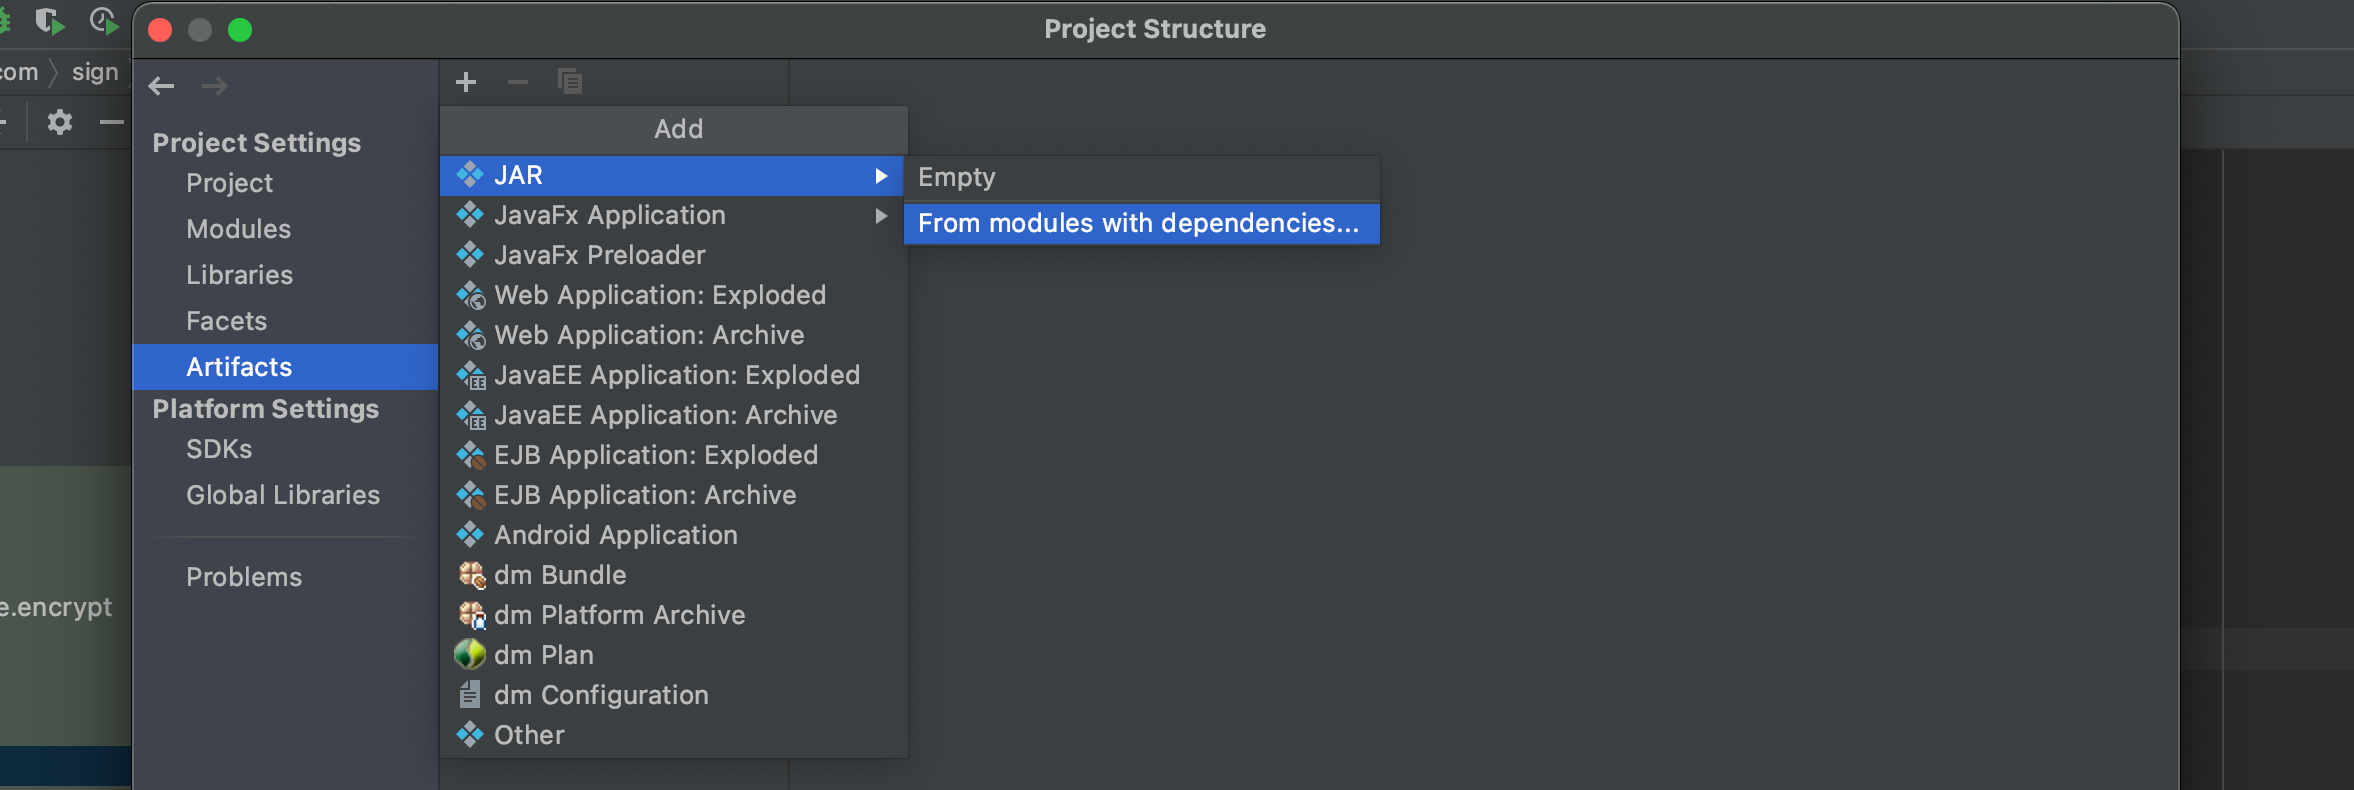 Project Structure
com
sign
Project Settings
Project
Modules
Libraries
Facets
Artifacts
Platform Settings
SDKs
Global Libraries
Problems
Add
JAR
JavaFx Application
JavaFx Preloader
Web Application: Exploded
Web Application: Archive
JavaEE Application: Exploded
JavaEE Application: Archive
EJB Application: Exploded
EJB Application: Archive
Android Application
dm Bundle
dm Platform Archive
dm Plan
dm Configuration
Other
Empty
From modules with dependencies...
e.encrypt